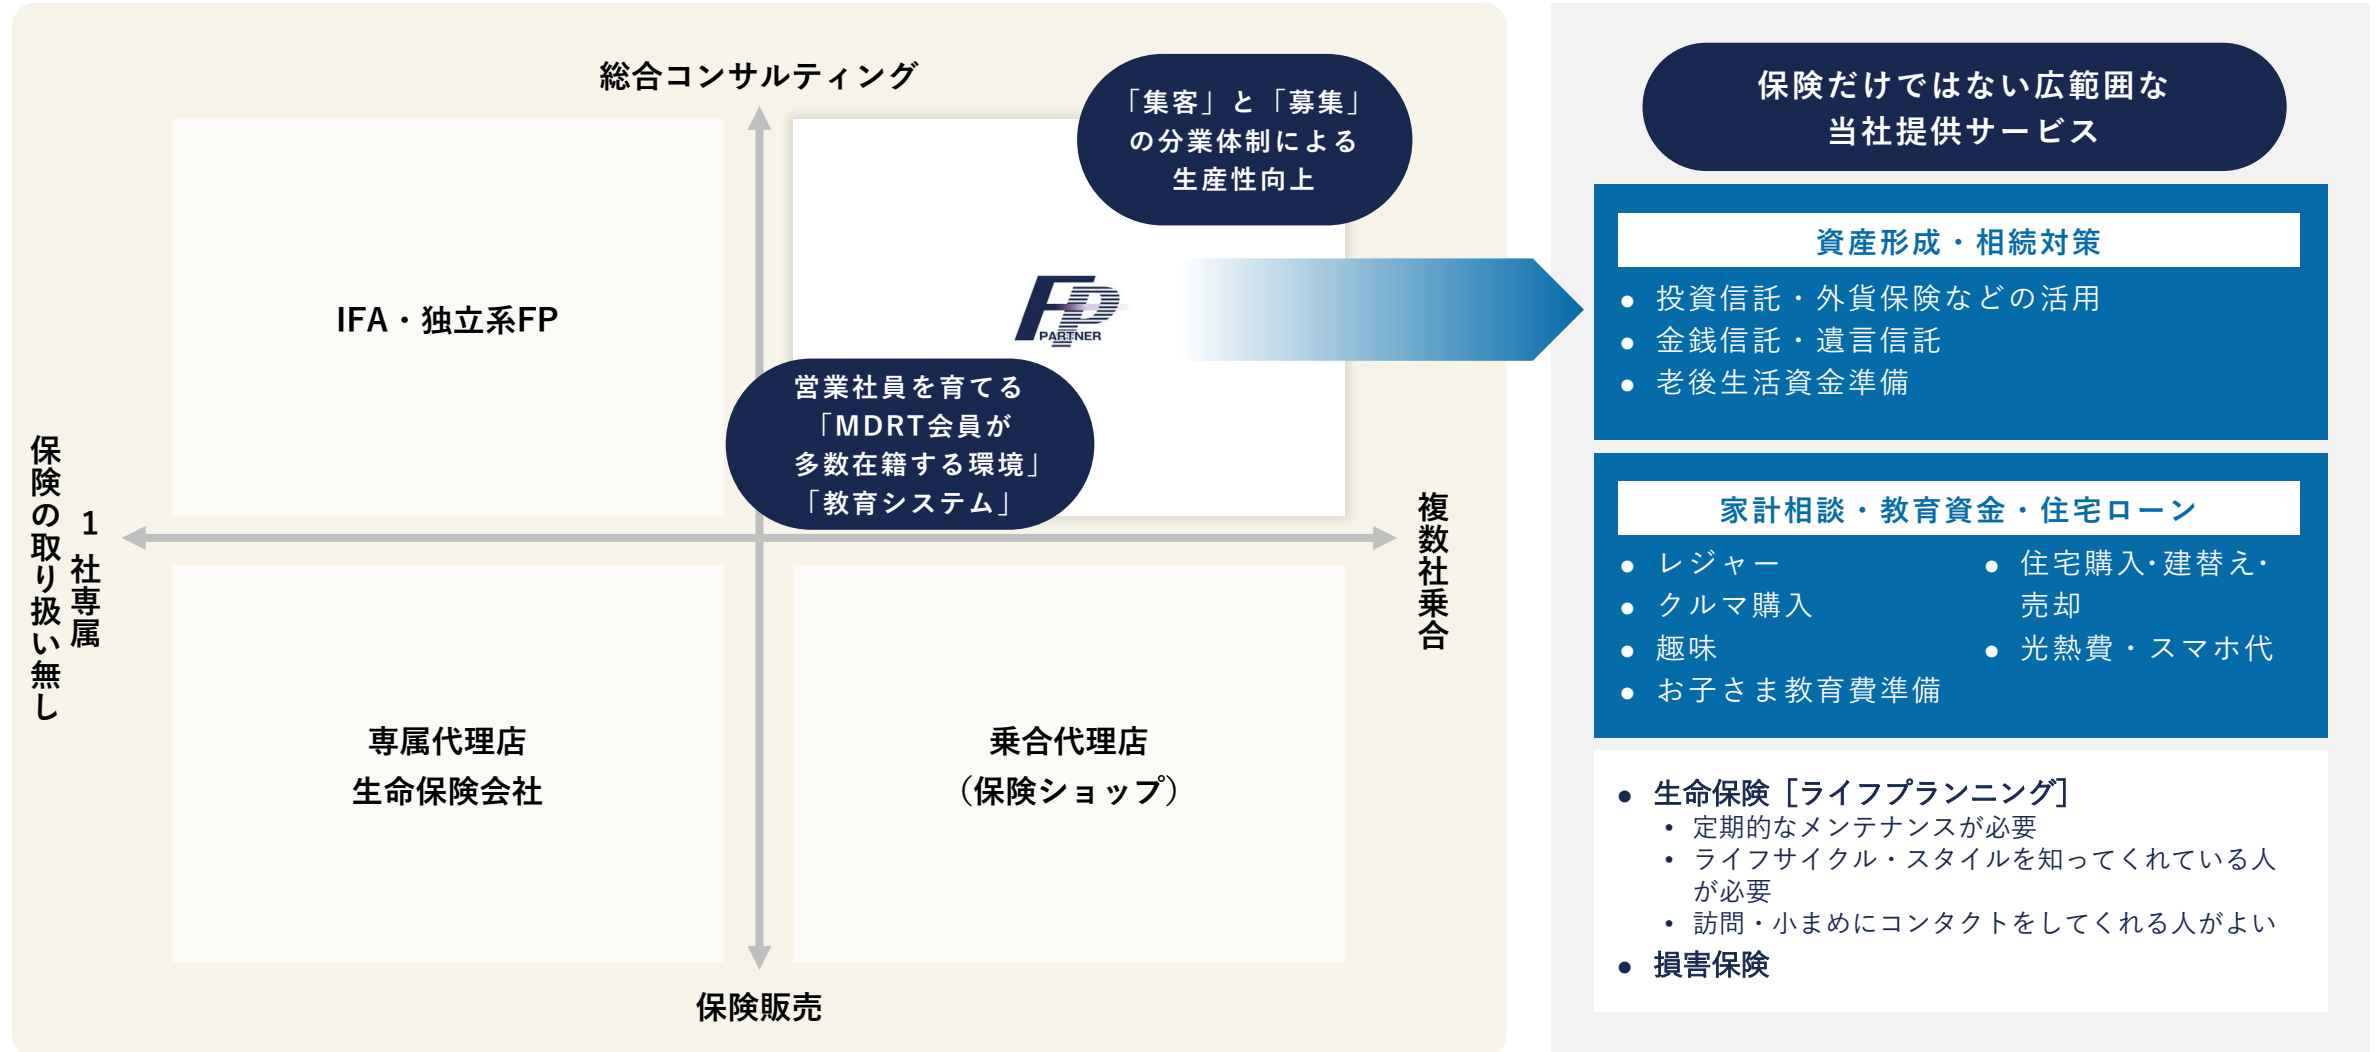 総合コンサルティング
「集客」と「募集」
の分業体制による
生産性向上
IFA・独立系FP
FP
PARTNER
営業社員を育てる
「MDRT会員が
多数在籍する環境」
「教育システム」
1社専属
保険の取り扱い無し
複数社乗合
専属代理店
生命保険会社
乗合代理店
（保険ショップ）
保険販売
保険だけではない広範囲な
当社提供サービス
資産形成・相続対策
● 投資信託・外貨保険などの活用
● 金銭信託・遺言信託
● 老後生活資金準備
家計相談・教育資金・住宅ローン
● レジャー
● クルマ購入
● 趣味
● お子さま教育費準備
● 住宅購入・建替え・
売却
● 光熱費・スマホ代
● 生命保険［ライフプランニング］
• 定期的なメンテナンスが必要
• ライフサイクル・スタイルを知ってくれている人
が必要
• 訪問・小まめにコンタクトをしてくれる人がよい
● 損害保険